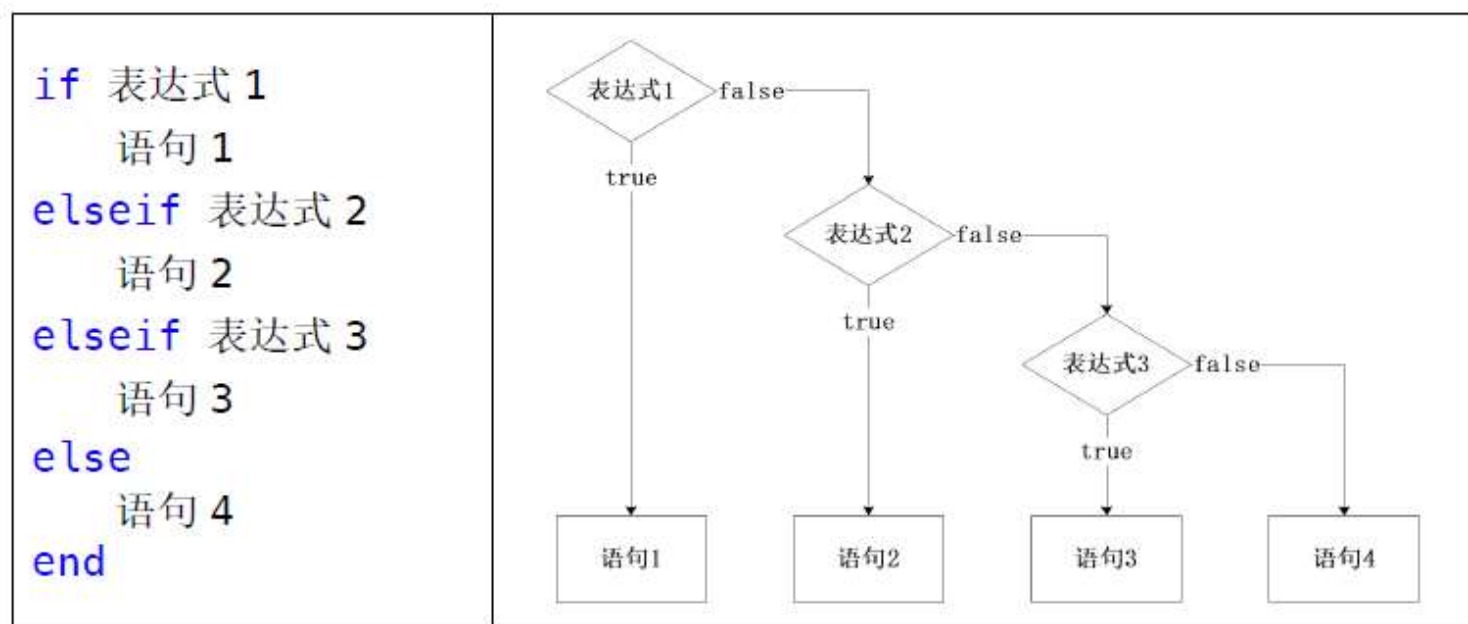 if 表达式 1
语句 1
elseif 表达式 2
语句 2
elseif 表达式 3
语句 3
else
语句 4
end
表达式1
false
true
表达式2
false
true
表达式3
false
true
语句1
语句2
语句3
语句4